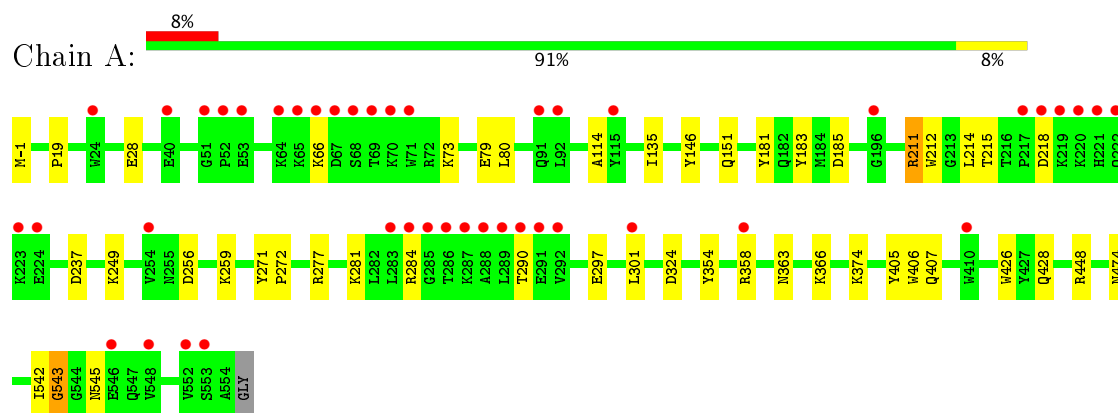 8%
Chain A:
91%
8%
M-1 P19 W24 E28 E40 G51 P52 E53 K64 K65 K66 D67 S68 T69 K70 W71 R72 K73 E79 L80 Q91 L92 A114 Y115 I135 Y146 Q151 Y181 Q182 Y183 M184 D185 G196 R211 W212 G213 L214 T215 T216 P217 D218 K219 K220 H221
K223 E224 D237 K249 V254 N255 D256 K259 Y271 P272 R277 K281 L282 L283 R284 G285 T286 K287 A288 L289 T290 E291 V292 E297 L301 D324 Y354 R358 N363 K366 K374 Y405 W406 Q407 W410 W426 Y427 Q428 R448 N474
I542 G543 G544 N545 E546 Q547 V548 V552 S553 A554 GLY